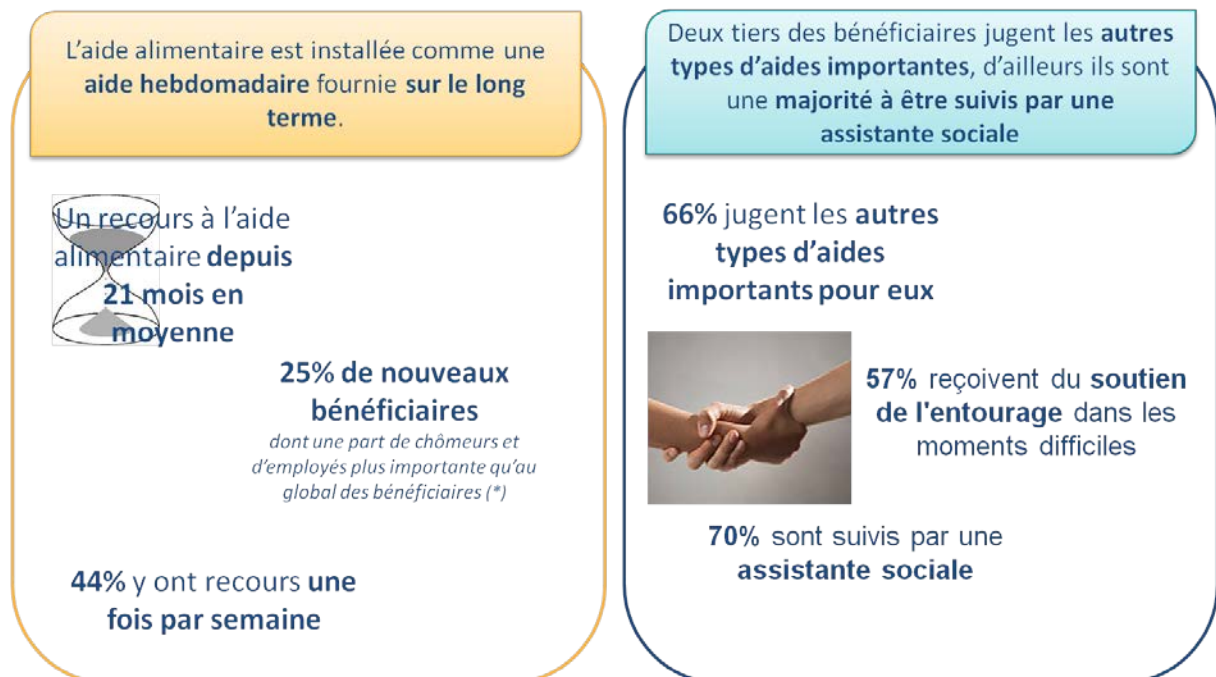 L'aide alimentaire est installée comme une
aide hebdomadaire fournie sur le long
terme.
Un recours à l'aide
alimentaire depuis
21 mois en
moyenne
25% de nouveaux
bénéficiaires
dont une part de chômeurs et
d'employés plus importante qu'au
global des bénéficiaires (*)
44% y ont recours une
fois par semaine
Deux tiers des bénéficiaires jugent les autres
types d'aides importantes, d'ailleurs ils sont
une majorité à être suivis par une
assistante sociale
66% jugent les autres
types d'aides
importants pour eux
57% reçoivent du soutien
de l'entourage dans les
moments difficiles
70% sont suivis par une
assistante sociale